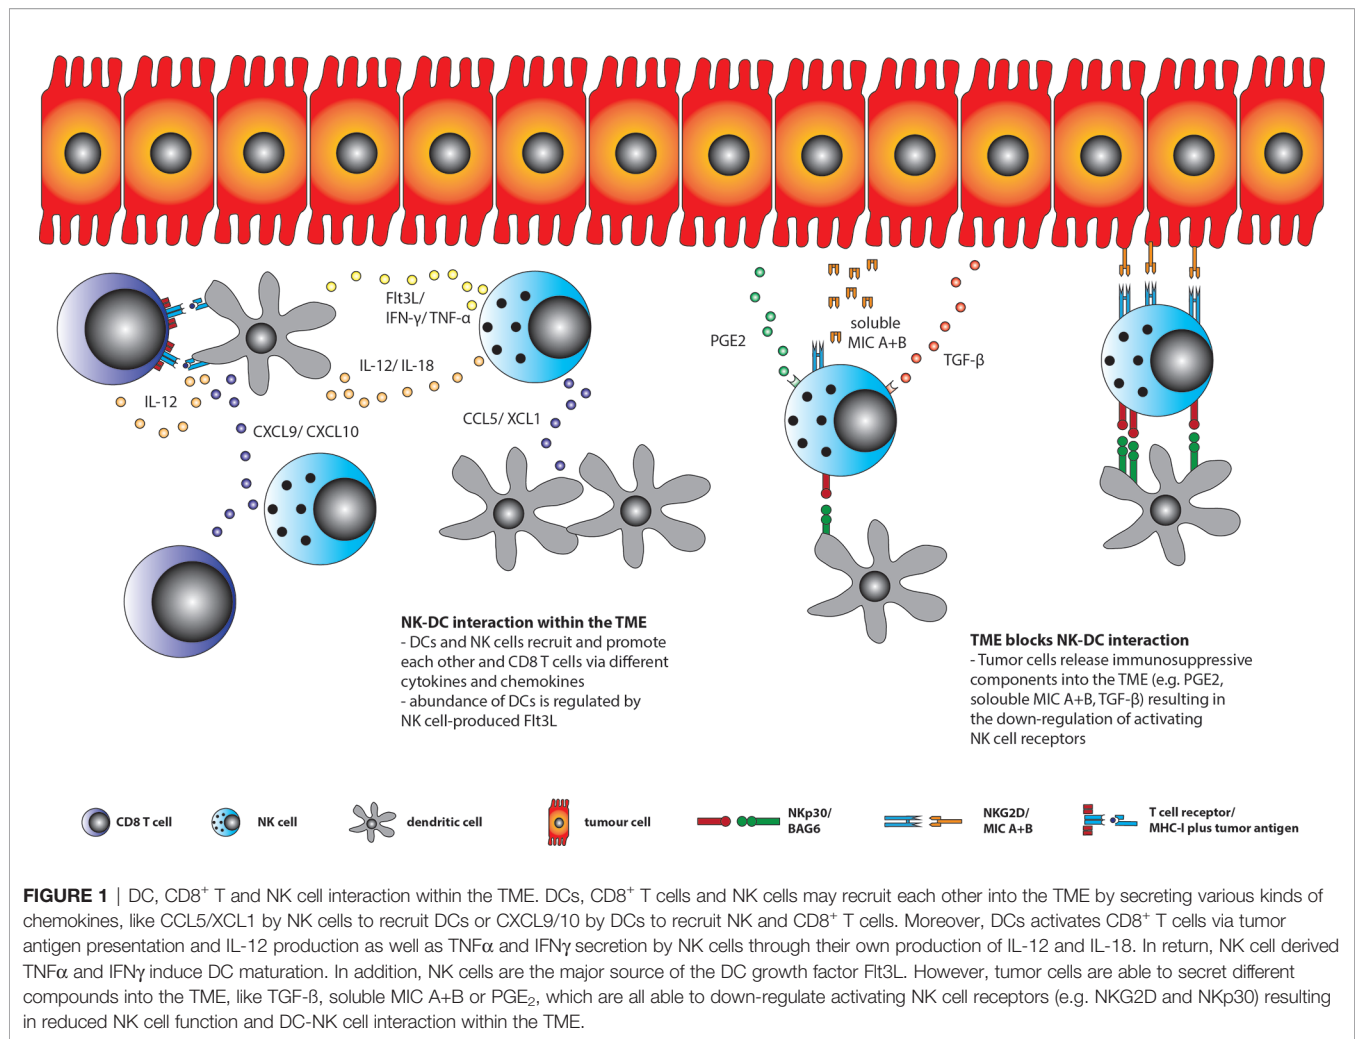 Flt3L/
IFN-γ/ TNF-α
IL-12/ IL-18
IL-12
CXCL9/ CXCL10
CCL5/ XCL1
PGE2
soluble
MIC A+B
TGF-β
NK-DC interaction within the TME
- DCs and NK cells recruit and promote
each other and CD8 T cells via different
cytokines and chemokines
- abundance of DCs is regulated by
NK cell-produced Flt3L
TME blocks NK-DC interaction
- Tumor cells release immunosuppressive
components into the TME (e.g. PGE2,
solouble MIC A+B, TGF-β) resulting in
the down-regulation of activating
NK cell receptors
CD8 T cell
NK cell
dendritic cell
tumour cell
NKp30/
BAG6
NKG2D/
MIC A+B
T cell receptor/
MHC-I plus tumor antigen
FIGURE 1 | DC, CD8⁺ T and NK cell interaction within the TME. DCs, CD8⁺ T cells and NK cells may recruit each other into the TME by secreting various kinds of
chemokines, like CCL5/XCL1 by NK cells to recruit DCs or CXCL9/10 by DCs to recruit NK and CD8⁺ T cells. Moreover, DCs activates CD8⁺ T cells via tumor
antigen presentation and IL-12 production as well as TNFα and IFNγ secretion by NK cells through their own production of IL-12 and IL-18. In return, NK cell derived
TNFα and IFNγ induce DC maturation. In addition, NK cells are the major source of the DC growth factor Flt3L. However, tumor cells are able to secret different
compounds into the TME, like TGF-ß, soluble MIC A+B or PGE₂, which are all able to down-regulate activating NK cell receptors (e.g. NKG2D and NKp30) resulting
in reduced NK cell function and DC-NK cell interaction within the TME.